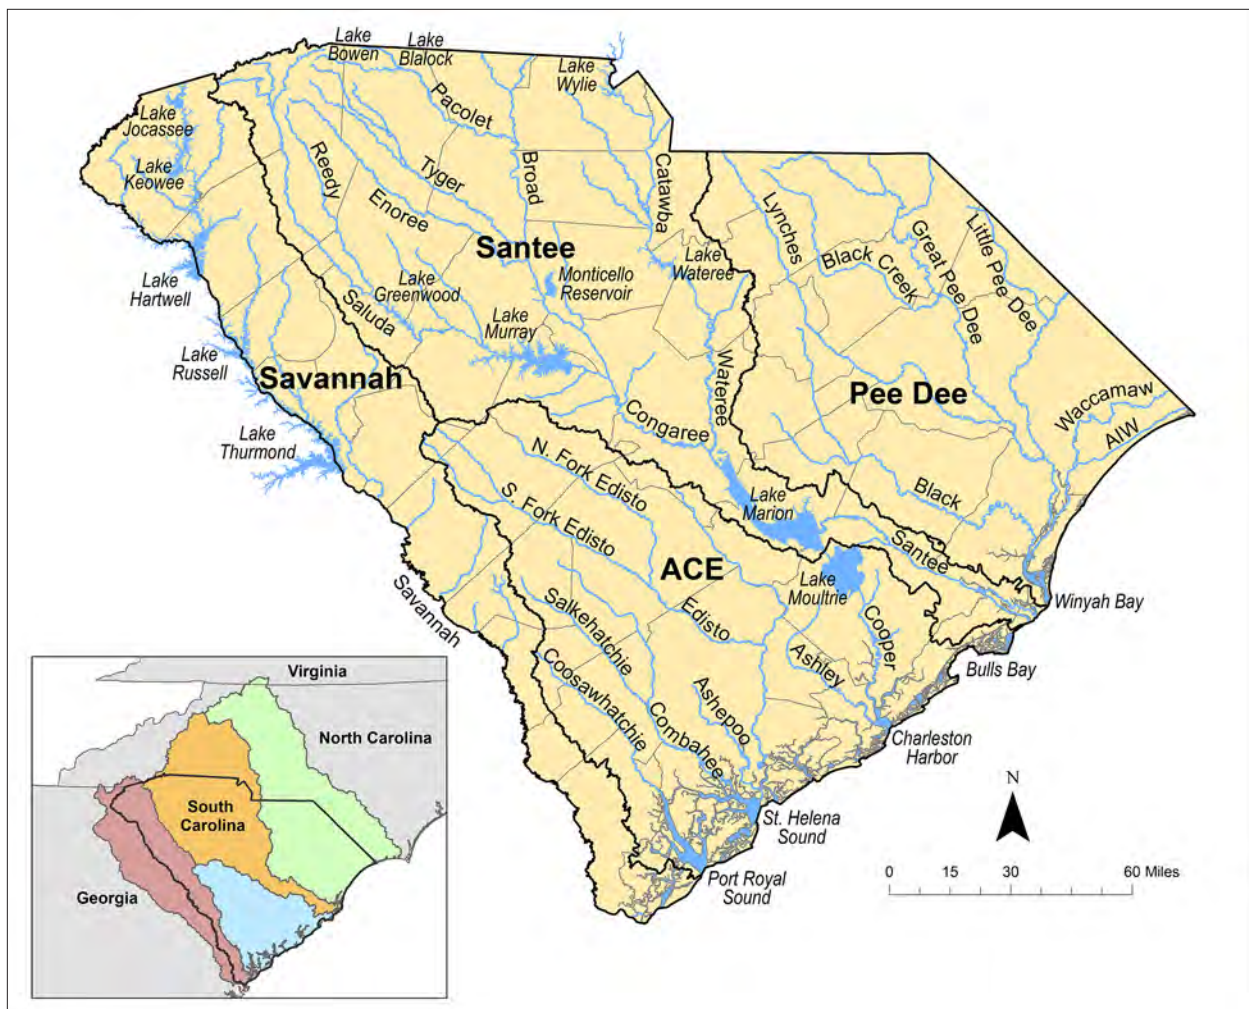 Lake
Bowen
Lake
Blalock
Lake
Wylie
Lake
Jocassee
Pacolet
Lake
Keowee
Reedy
Tyger
Broad
Catawba
Enoree
Lynches
Santee
Great Pee Dee
Little Pee Dee
Black Creek
Lake
Wateree
Monticello
Reservoir
Lake
Hartwell
Lake
Greenwood
Saluda
Lake
Murray
Lake
Russell
Savannah
Wateree
Pee Dee
Waccamaw
AIW
Congaree
Lake
Thurmond
N. Fork Edisto
S. Fork Edisto
Lake
Marion
Black
Santee
ACE
Lake
Moultrie
Savannah
Salkehatchie
Edisto
Cooper
Winyah Bay
Ashley
Bulls Bay
Coosawhatchie
Combahee
Ashepoo
Charleston
Harbor
St. Helena
Sound
Port Royal
Sound
N
0 15 30 60 Miles
Virginia
North Carolina
South
Carolina
Georgia